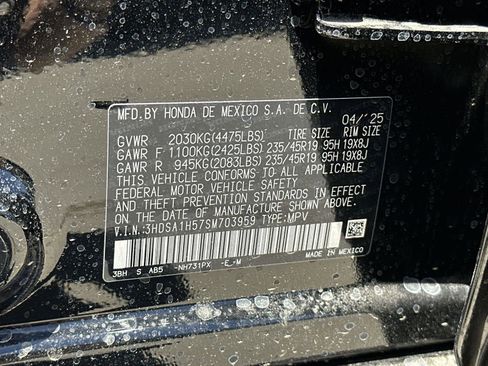 MFD. BY HONDA DE MEXICO S.A. DE C.V.
04/'25
GVWR 2030KG(4475LBS) TIRE SIZE RIM SIZE
GAWR F 1100KG(2425LBS) 235/45R19 95H 19X8J
GAWR R 945KG(2083LBS) 235/45R19 95H 19X8J
THIS VEHICLE CONFORMS TO ALL APPLICABLE
FEDERAL MOTOR VEHICLE SAFETY
AND THEFT PREVENTION STANDARDS IN EFFECT
ON THE DATE OF MANUFACTURE SHOWN ABOVE.
V.I.N.:3HDSA1H57SM703959 TYPE:MPV
3BH S AB5 -NH731PX -E -M
MADE IN MEXICO